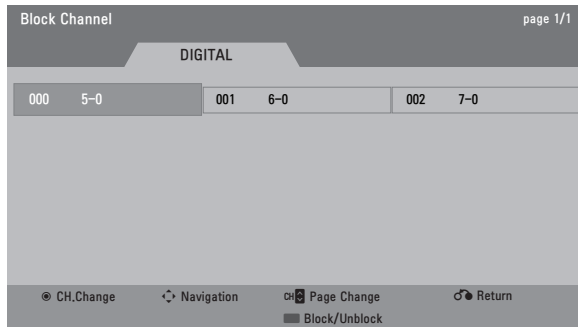 Block Channel page 1/1
DIGITAL
000 5-0 001 6-0 002 7-0
CH.Change Navigation CH Page Change Return
Block/Unblock